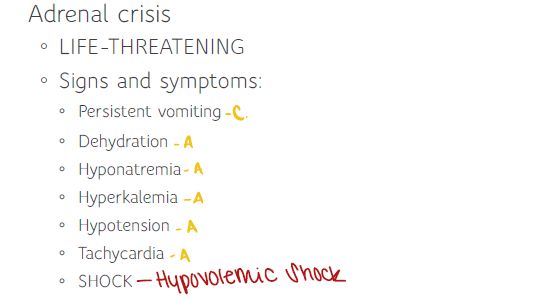 Adrenal crisis
◦ LIFE-THREATENING
◦ Signs and symptoms:
◦ Persistent vomiting - C.
◦ Dehydration - A
◦ Hyponatremia - A
◦ Hyperkalemia - A
◦ Hypotension - A
◦ Tachycardia - A
◦ SHOCK — Hypovolemic Shock